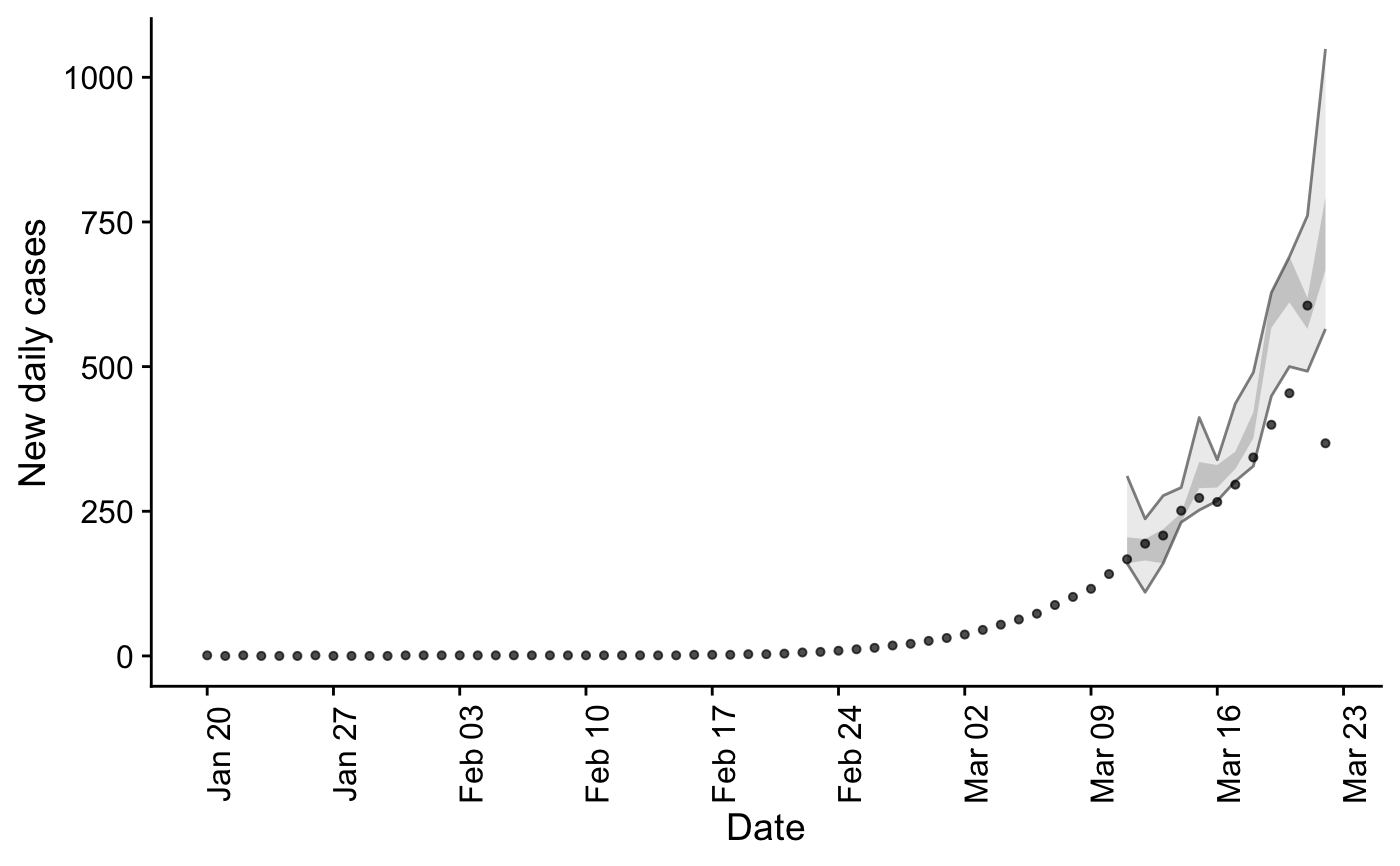 New daily cases
1000
750
500
250
0
Jan 20
Jan 27
Feb 03
Feb 10
Feb 17
Feb 24
Mar 02
Mar 09
Mar 16
Mar 23
Date